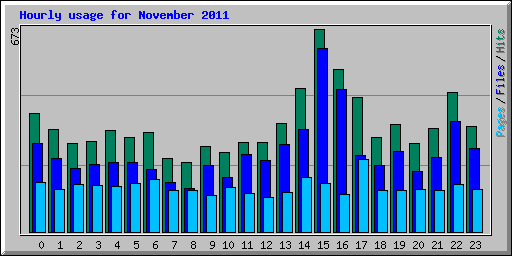 Hourly usage for November 2011
673
Pages / Files / Hits
0 1 2 3 4 5 6 7 8 9 10 11 12 13 14 15 16 17 18 19 20 21 22 23